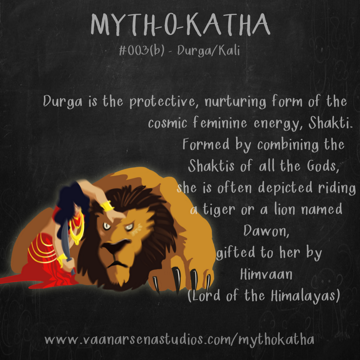 MYTH-O-KATHA
#003(b) - Durga/Kali
Durga is the protective, nurturing form of the
cosmic feminine energy, Shakti.
Formed by combining the
Shaktis of all the Gods,
she is often depicted riding
a tiger or a lion named
Dawon,
gifted to her by
Himvaan
(Lord of the Himalayas)
www.vaanarsenastudios.com/mythokatha